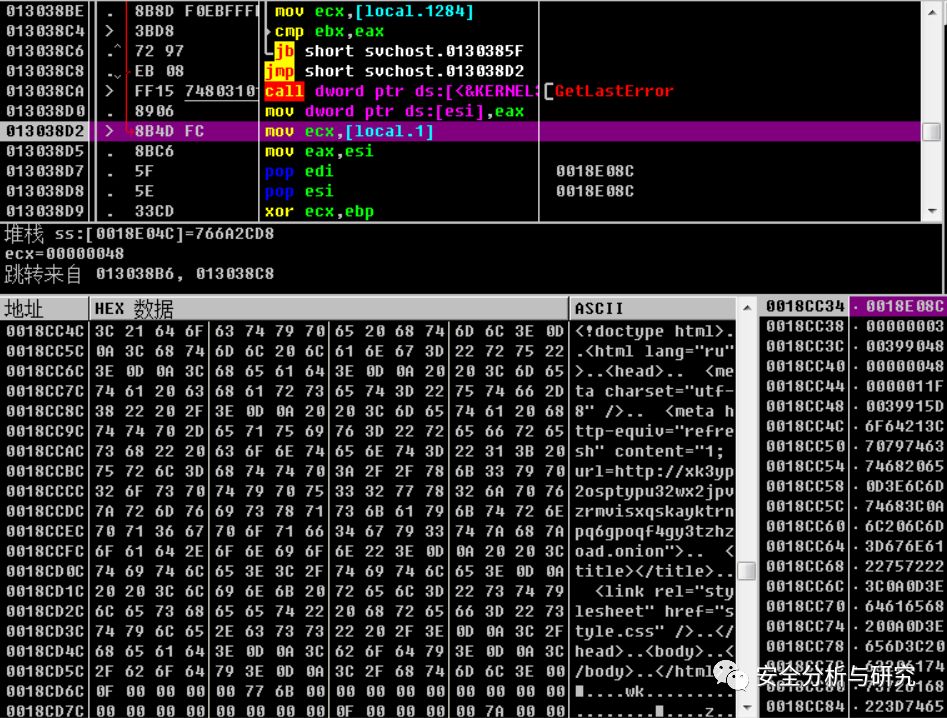 013038BE . 8B8D F0EBFFFF mov ecx,[local.1284]
013038C4 > 3BD8 cmp ebx,eax
013038C6 .^ 72 97 jb short svchost.0130385F
013038C8 .v EB 08 jmp short svchost.013038D2
013038CA > FF15 7480310 call dword ptr ds:[<&KERNEL3 GetLastError
013038D0 . 8906 mov dword ptr ds:[esi],eax
013038D2 > 8B4D FC mov ecx,[local.1]
013038D5 . 8BC6 mov eax,esi
013038D7 . 5F pop edi 0018E08C
013038D8 . 5E pop esi 0018E08C
013038D9 . 33CD xor ecx,ebp
堆栈 ss:[0018E04C]=766A2CD8
ecx=00000048
跳转来自 013038B6, 013038C8
地址 HEX 数据 ASCII
0018CC4C 3C 21 64 6F 63 74 79 70 65 20 68 74 6D 6C 3E 0D <!doctype html>.
0018CC5C 0A 3C 68 74 6D 6C 20 6C 61 6E 67 3D 22 72 75 22 .<html lang="ru"
0018CC6C 3E 0D 0A 3C 68 65 61 64 3E 0D 0A 20 20 3C 6D 65 >..<head>..  <me
0018CC7C 74 61 20 63 68 61 72 73 65 74 3D 22 75 74 66 2D ta charset="utf-
0018CC8C 38 22 20 2F 3E 0D 0A 20 20 3C 6D 65 74 61 20 68 8" />..  <meta h
0018CC9C 74 74 70 2D 65 71 75 69 76 3D 22 72 65 66 72 65 ttp-equiv="refre
0018CCAC 73 68 22 20 63 6F 6E 74 65 6E 74 3D 22 31 3B 20 sh" content="1; 
0018CCBC 75 72 6C 3D 68 74 74 70 3A 2F 2F 78 6B 33 79 70 url=http://xk3yp
0018CCCC 32 6F 73 70 74 79 70 75 33 32 77 78 32 6A 70 76 2osptypu32wx2jpv
0018CCDC 7A 72 6D 76 69 73 78 71 73 6B 61 79 6B 74 72 6E zrmvisxqskayktrn
0018CCEC 70 71 36 67 70 6F 71 66 34 67 79 33 74 7A 68 7A pq6gpoqf4gy3tzhz
0018CCFC 6F 61 64 2E 6F 6E 69 6F 6E 22 3E 0D 0A 20 20 3C oad.onion">..  <
0018CD0C 74 69 74 6C 65 3E 3C 2F 74 69 74 6C 65 3E 0D 0A title></title>..
0018CD1C 20 20 3C 6C 69 6E 6B 20 72 65 6C 3D 22 73 74 79   <link rel="sty
0018CD2C 6C 65 73 68 65 65 74 22 20 68 72 65 66 3D 22 73 lesheet" href="s
0018CD3C 74 79 6C 65 2E 63 73 73 22 20 2F 3E 0D 0A 3C 2F tyle.css" />..</
0018CD4C 68 65 61 64 3E 0D 0A 3C 62 6F 64 79 3E 0D 0A 3C head>..<body>..<
0018CD5C 2F 62 6F 64 79 3E 0D 0A 3C 2F 68 74 6D 6C 3E 00 /body>..</html>
0018CD6C 0F 00 00 00 00 77 6B 00 00 00 00 00 00 00 00 00 .....wk.........
0018CD7C 00 00 00 00 00 00 00 0F 00 00 00 00 7A 00 00 ............z..
0018CC34 . 0018E08C
0018CC38 . 00000003
0018CC3C . 00399048
0018CC40 . 00000048
0018CC44 . 0000011F
0018CC48 . 0039915D
0018CC4C . 6F64213C
0018CC50 . 70797463
0018CC54 . 74682065
0018CC58 . 0D3E6C6D
0018CC5C . 74683C0A
0018CC60 . 6C206C6D
0018CC64 . 3D676E61
0018CC68 . 22757222
0018CC6C . 3C0A0D3E
0018CC70 . 64616568
0018CC74 . 200A0D3E
0018CC78 . 656D3C20
0018CC84 . 223D7465
安全分析与研究